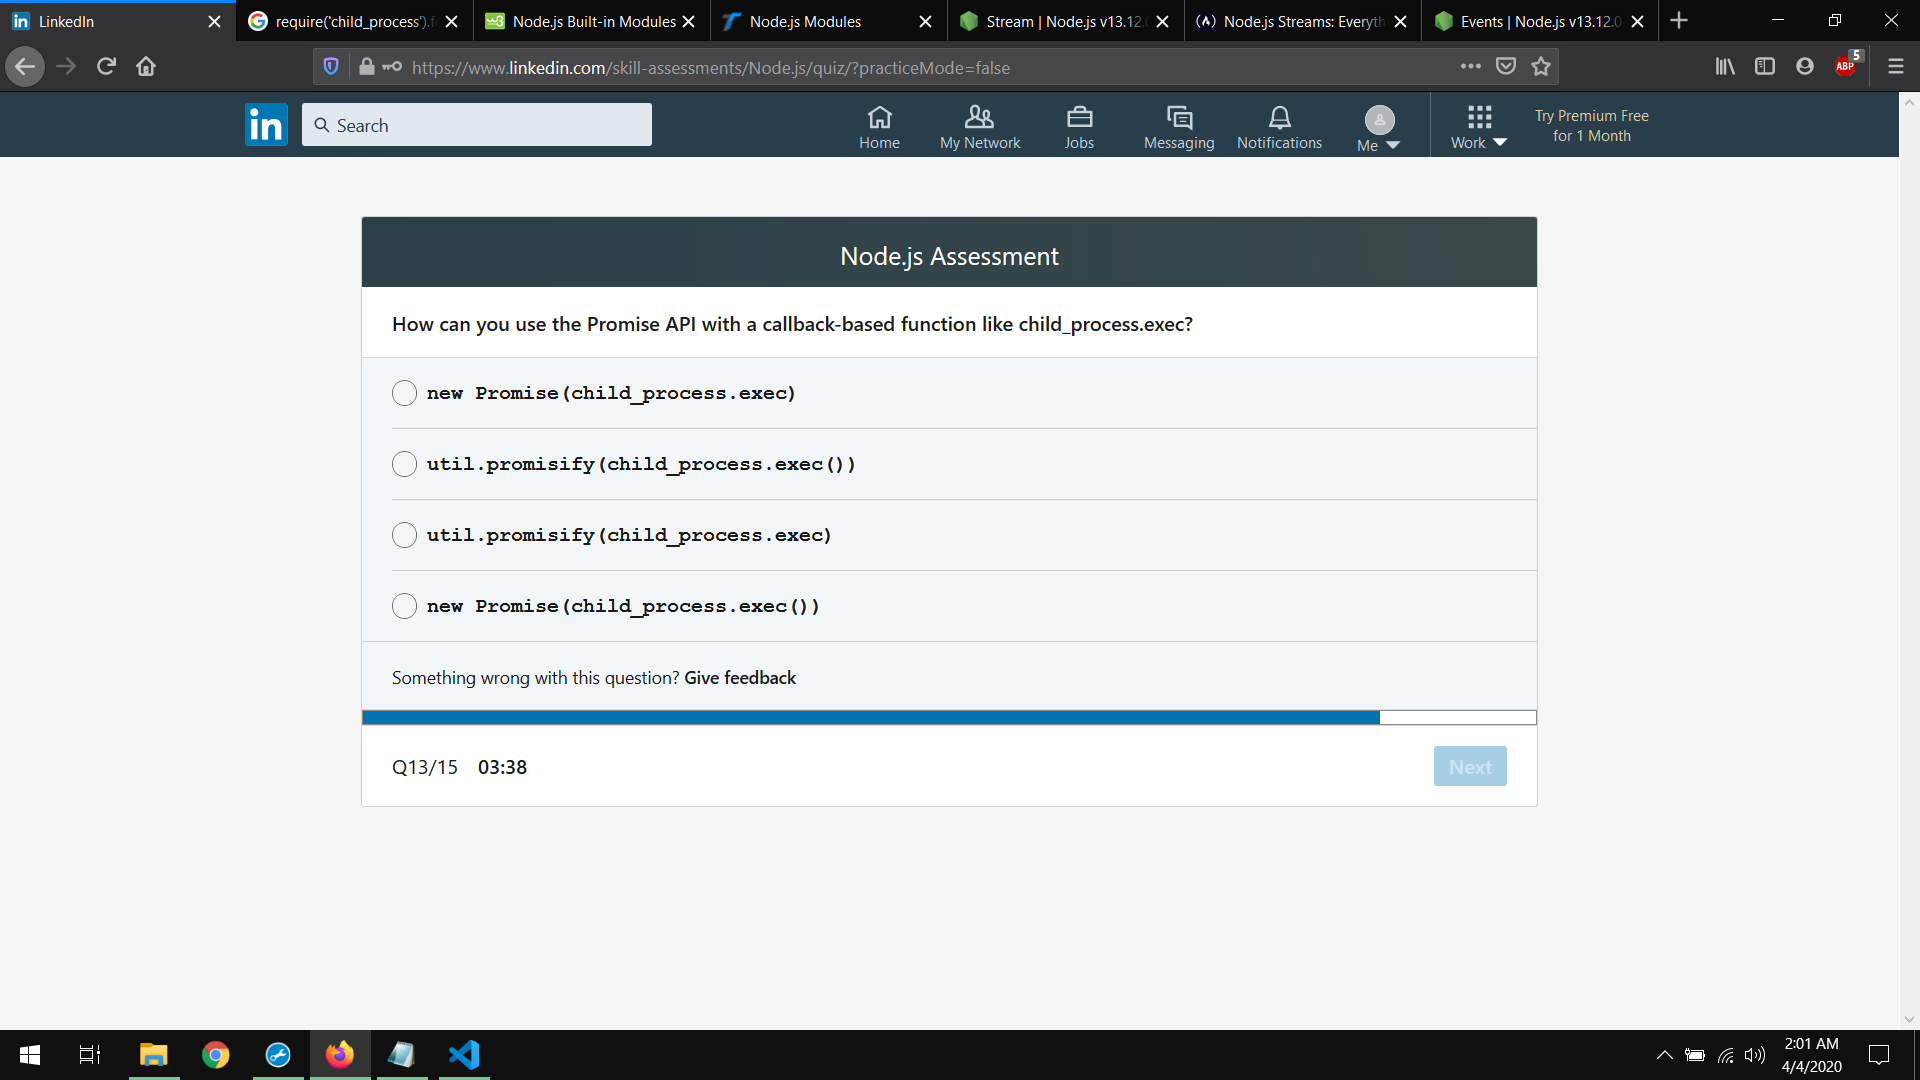 LinkedIn
require('child_process').f
Node.js Built-in Modules
Node.js Modules
Stream | Node.js v13.12.
Node.js Streams: Everyth
Events | Node.js v13.12.0
https://www.linkedin.com/skill-assessments/Node.js/quiz/?practiceMode=false
ABP
5
in
Search
Home
My Network
Jobs
Messaging
Notifications
Me
Work
Try Premium Free
for 1 Month
Node.js Assessment
How can you use the Promise API with a callback-based function like child_process.exec?
new Promise(child_process.exec)
util.promisify(child_process.exec())
util.promisify(child_process.exec)
new Promise(child_process.exec())
Something wrong with this question? Give feedback
Q13/15 03:38
Next
2:01 AM
4/4/2020